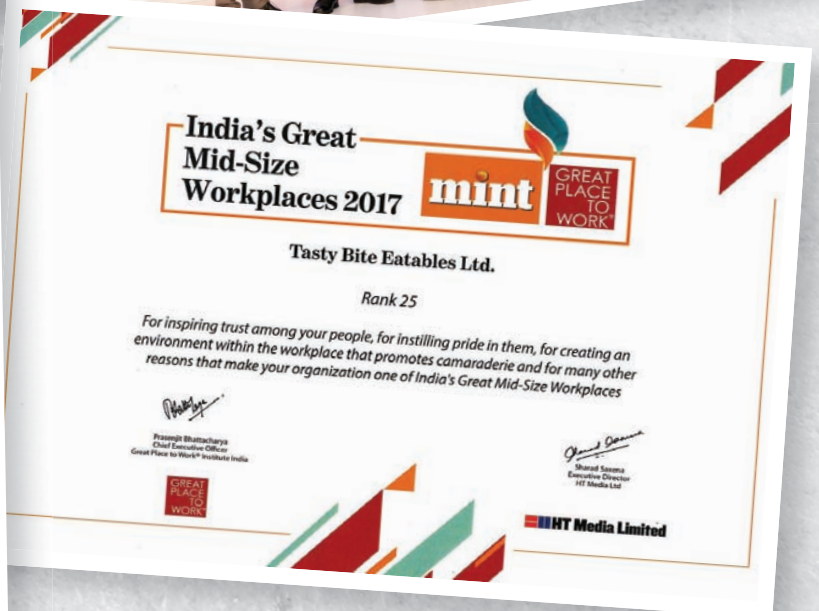 India's Great
Mid-Size
Workplaces 2017
mint
GREAT
PLACE
TO
WORK®
Tasty Bite Eatables Ltd.
Rank 25
For inspiring trust among your people, for instilling pride in them, for creating an
environment within the workplace that promotes camaraderie and for many other
reasons that make your organization one of India's Great Mid-Size Workplaces
Prasenjit Bhattacharya
Chief Executive Officer
Great Place to Work® Institute India
GREAT
PLACE
TO
WORK®
Sharad Saxena
Executive Director
HT Media Ltd
HT Media Limited